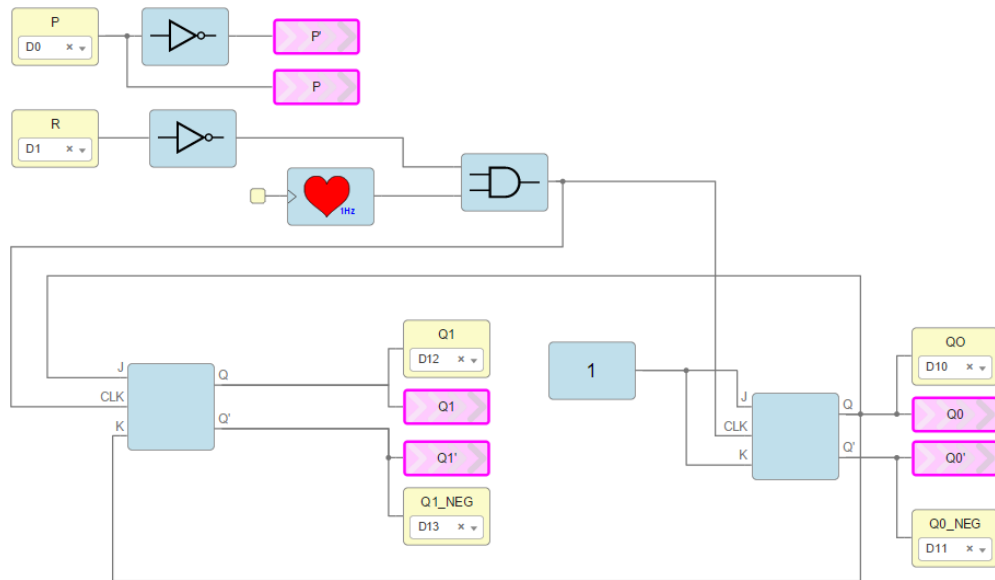 P
D0
P'
P
R
D1
1Hz
Q1
D12
J
CLK
K
Q
Q'
Q1
Q1'
Q1_NEG
D13
1
J
CLK
K
Q
Q'
QO
D10
Q0
Q0'
Q0_NEG
D11